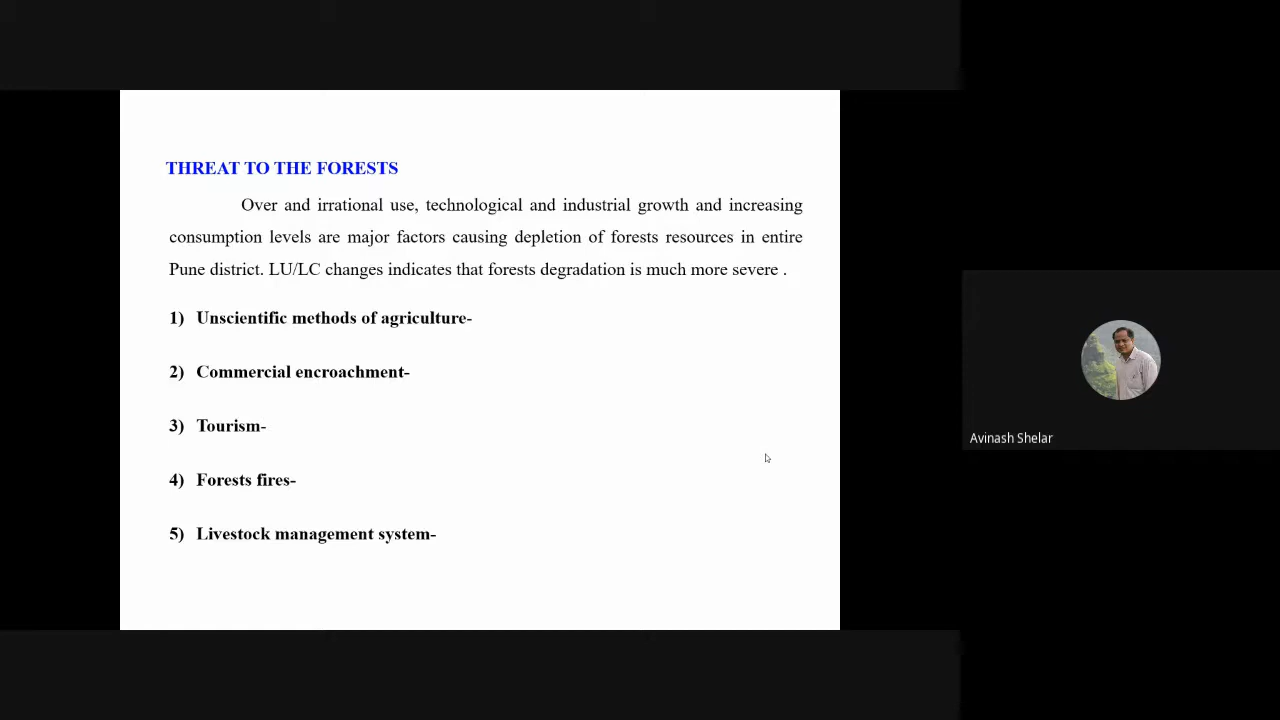 THREAT TO THE FORESTS
Over and irrational use, technological and industrial growth and increasing
consumption levels are major factors causing depletion of forests resources in entire
Pune district. LU/LC changes indicates that forests degradation is much more severe .
1) Unscientific methods of agriculture-
2) Commercial encroachment-
3) Tourism-
4) Forests fires-
5) Livestock management system-
Avinash Shelar